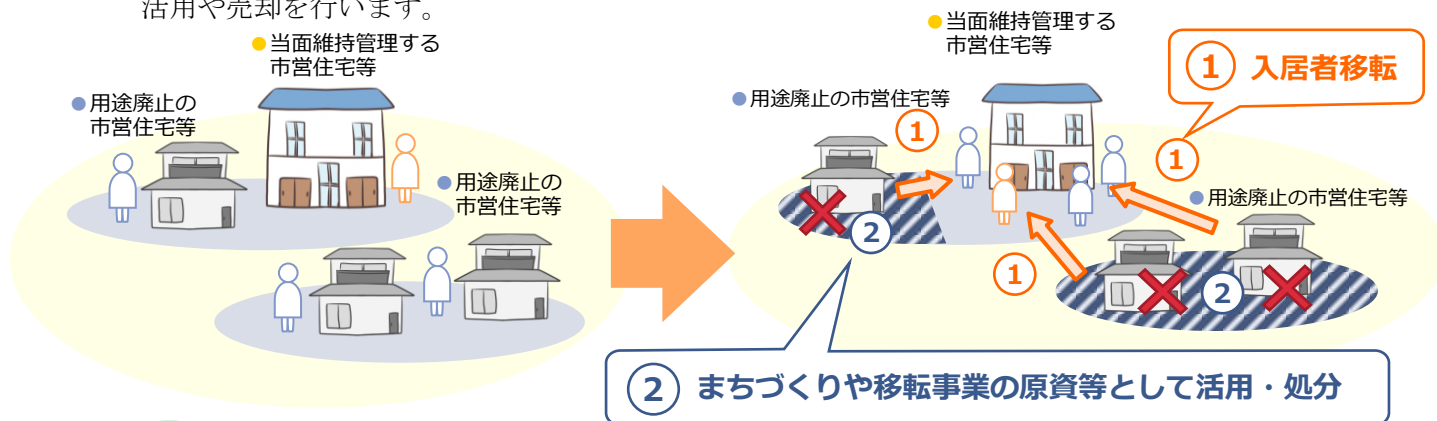 活用や売却を行います。
●当面維持管理する
市営住宅等
●用途廃止の
市営住宅等
●用途廃止の
市営住宅等
●当面維持管理する
市営住宅等
① 入居者移転
●用途廃止の市営住宅等
①
①
●用途廃止の市営住宅等
②
①
②
② まちづくりや移転事業の原資等として活用・処分